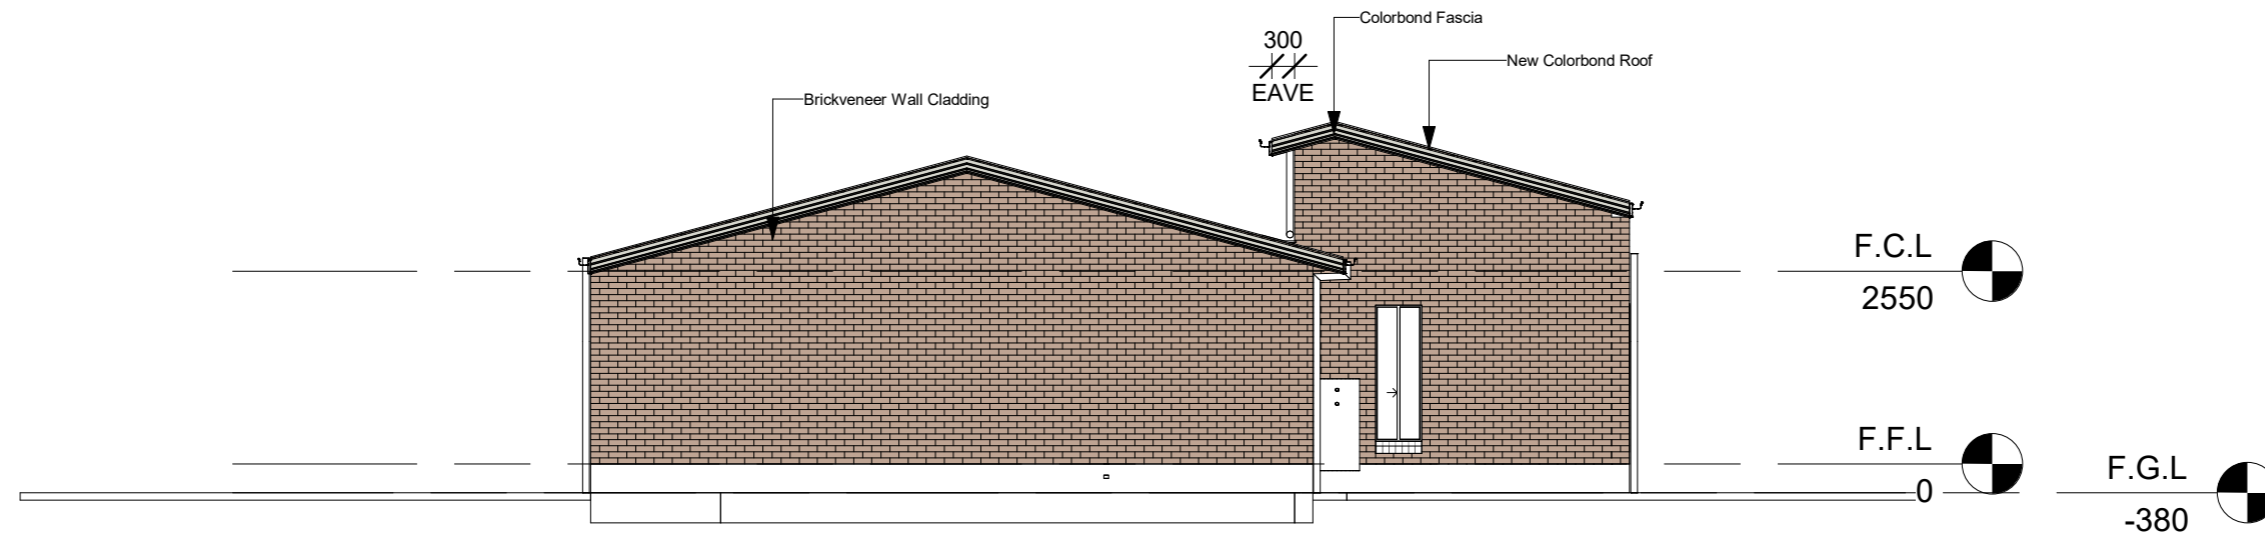 Colorbond Fascia
300
EAVE
New Colorbond Roof
Brickveneer Wall Cladding
F.C.L
2550
F.F.L
0
F.G.L
-380